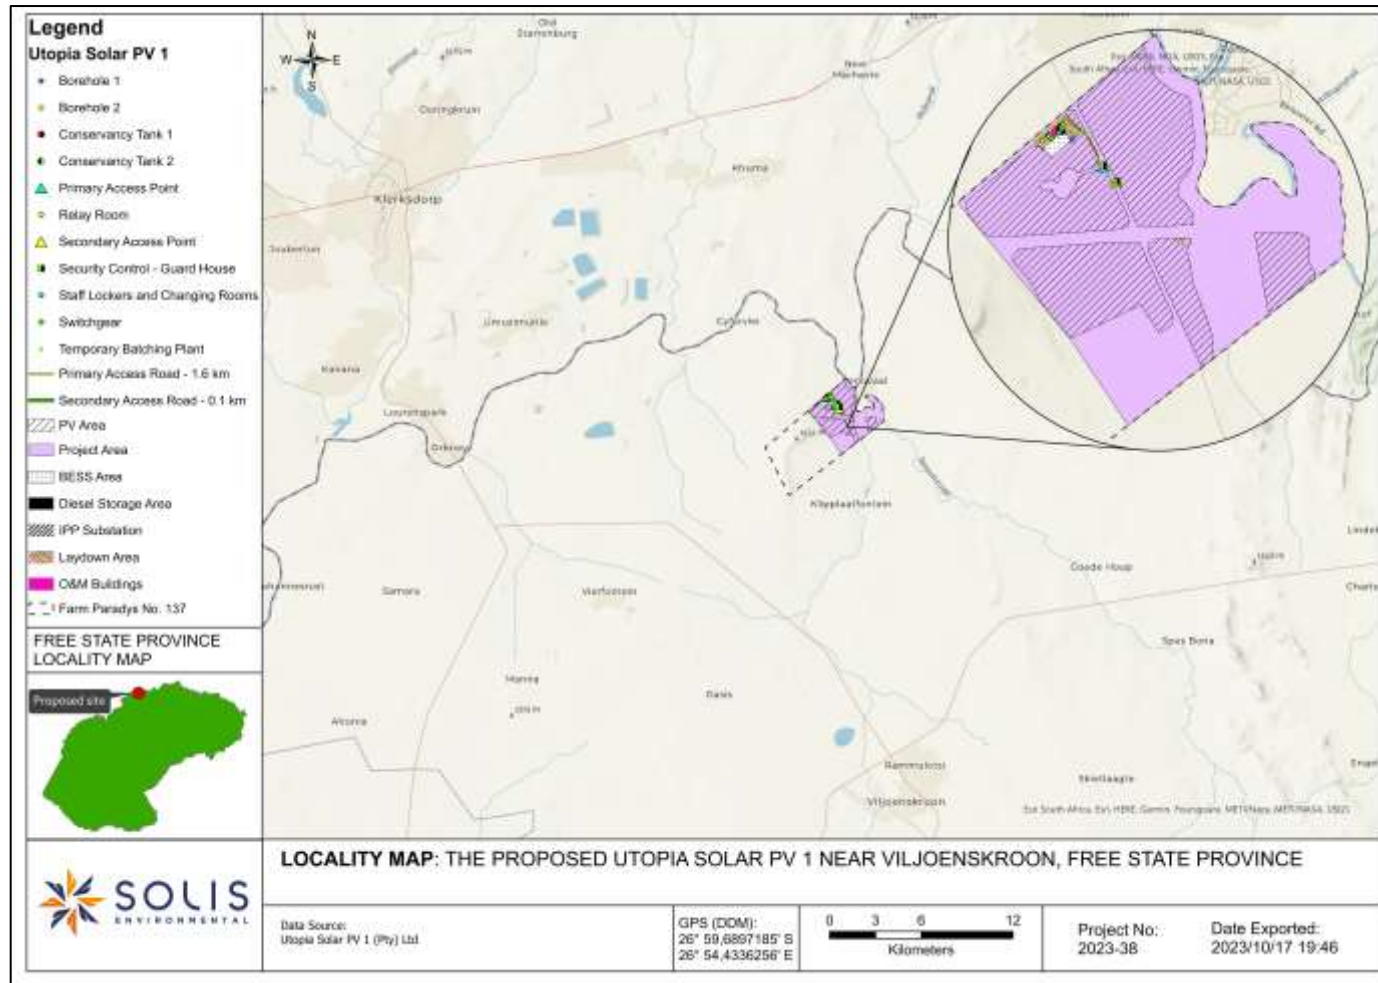 Legend
Utopia Solar PV 1
Borehole 1
Borehole 2
Conservancy Tank 1
Conservancy Tank 2
Primary Access Point
Relay Room
Secondary Access Point
Security Control - Guard House
Staff Lockers and Changing Rooms
Switchgear
Temporary Batching Plant
Primary Access Road - 1.6 km
Secondary Access Road - 0.1 km
PV Area
Project Area
BESS Area
Diesel Storage Area
IPP Substation
Laydown Area
O&M Buildings
Farm Paradys No. 137
FREE STATE PROVINCE
LOCALITY MAP
Proposed site
SOLIS
ENVIRONMENTAL
N
W
E
S
Klerksdorp
Khuma
Kanana
Orkney
Vierfontein
Klipplaatfontein
Goede Hoop
Spes Bona
Oasis
Rammulotsi
Viljoenskroon
LOCALITY MAP: THE PROPOSED UTOPIA SOLAR PV 1 NEAR VILJOENSKROON, FREE STATE PROVINCE
Data Source:
Utopia Solar PV 1 (Pty) Ltd
GPS (DDM):
26° 59,6897185' S
26° 54,4336256' E
0 3 6 12
Kilometers
Project No:
2023-38
Date Exported:
2023/10/17 19:46